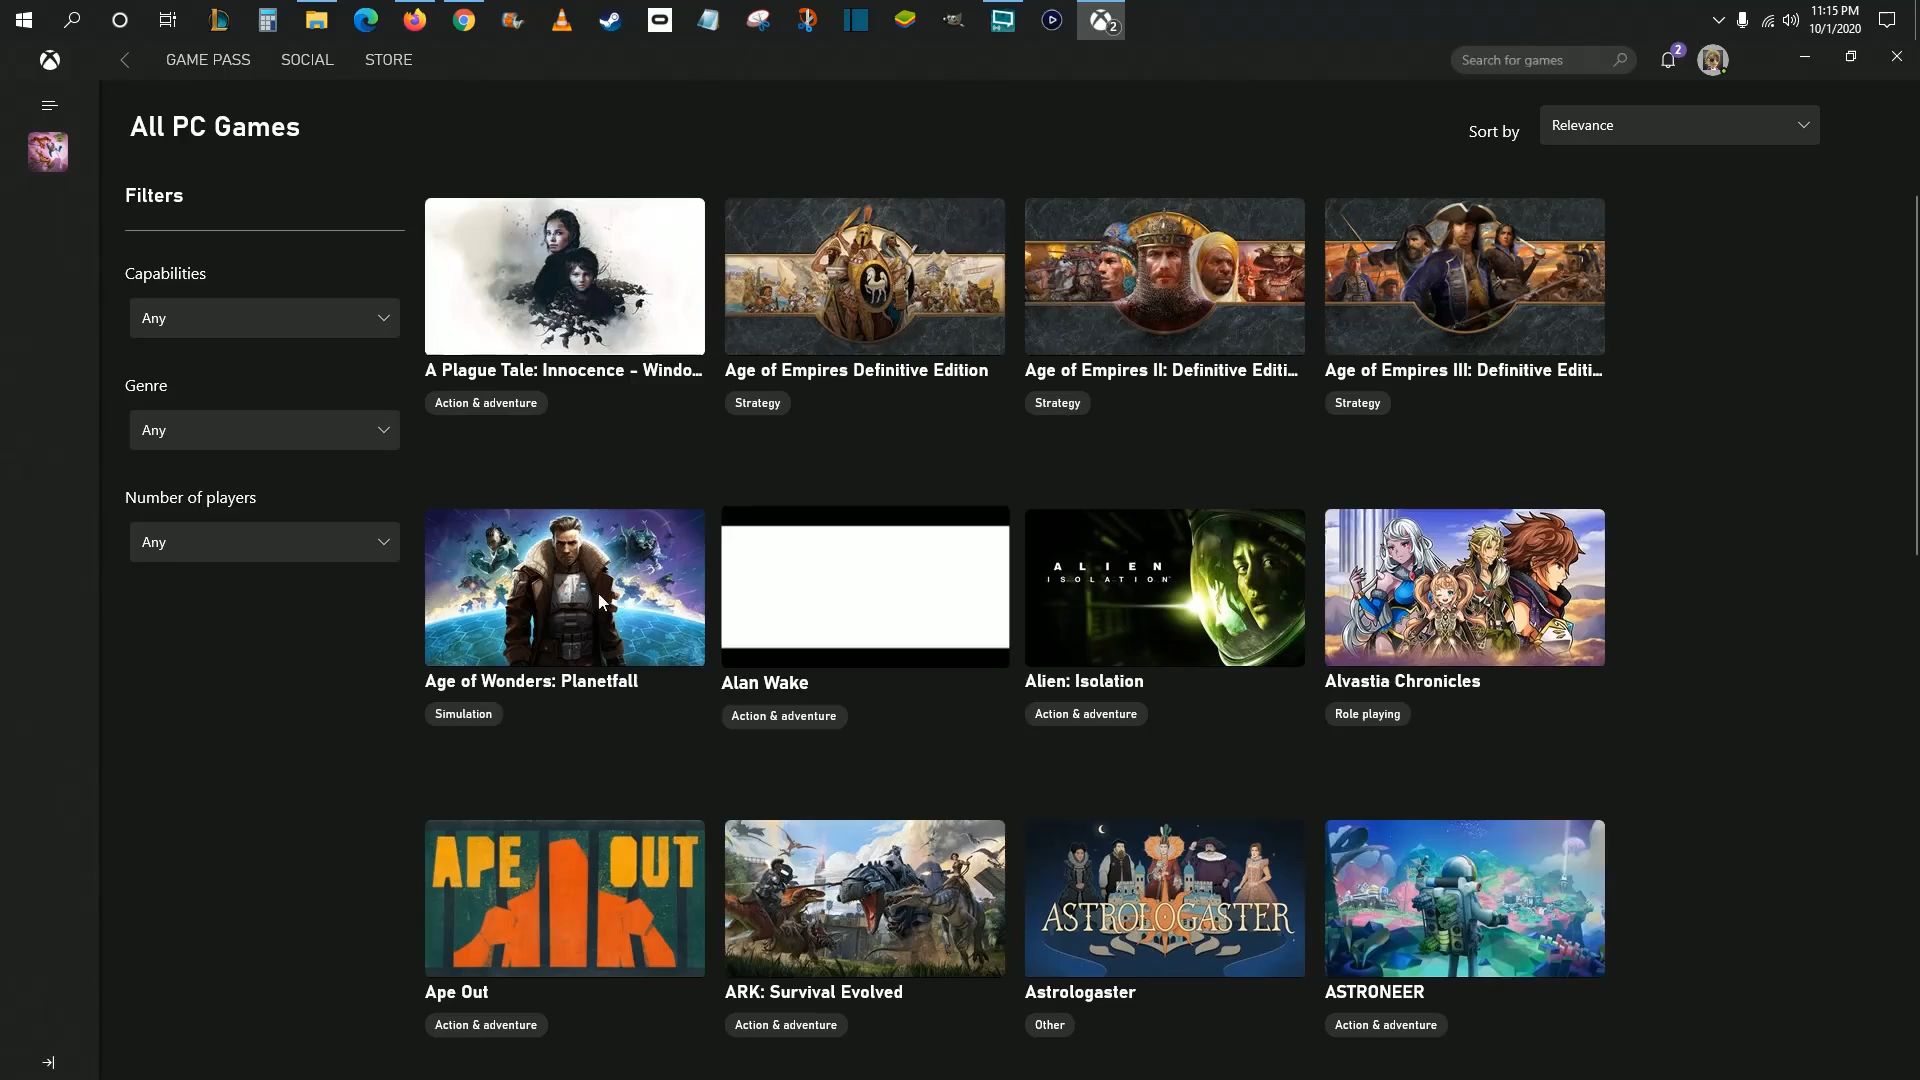 11:15 PM
10/1/2020
2
GAME PASS SOCIAL STORE
Search for games
2
All PC Games
Sort by
Relevance
Filters
Capabilities
Any
Genre
Any
Number of players
Any
A Plague Tale: Innocence - Windo...
Action & adventure
Age of Empires Definitive Edition
Strategy
Age of Empires II: Definitive Editi...
Strategy
Age of Empires III: Definitive Editi...
Strategy
Age of Wonders: Planetfall
Simulation
Alan Wake
Action & adventure
ALIEN
ISOLATION
Alien: Isolation
Action & adventure
Alvastia Chronicles
Role playing
APE OUT
Ape Out
Action & adventure
ARK: Survival Evolved
Action & adventure
ASTROLOGASTER
Astrologaster
Other
ASTRONEER
Action & adventure